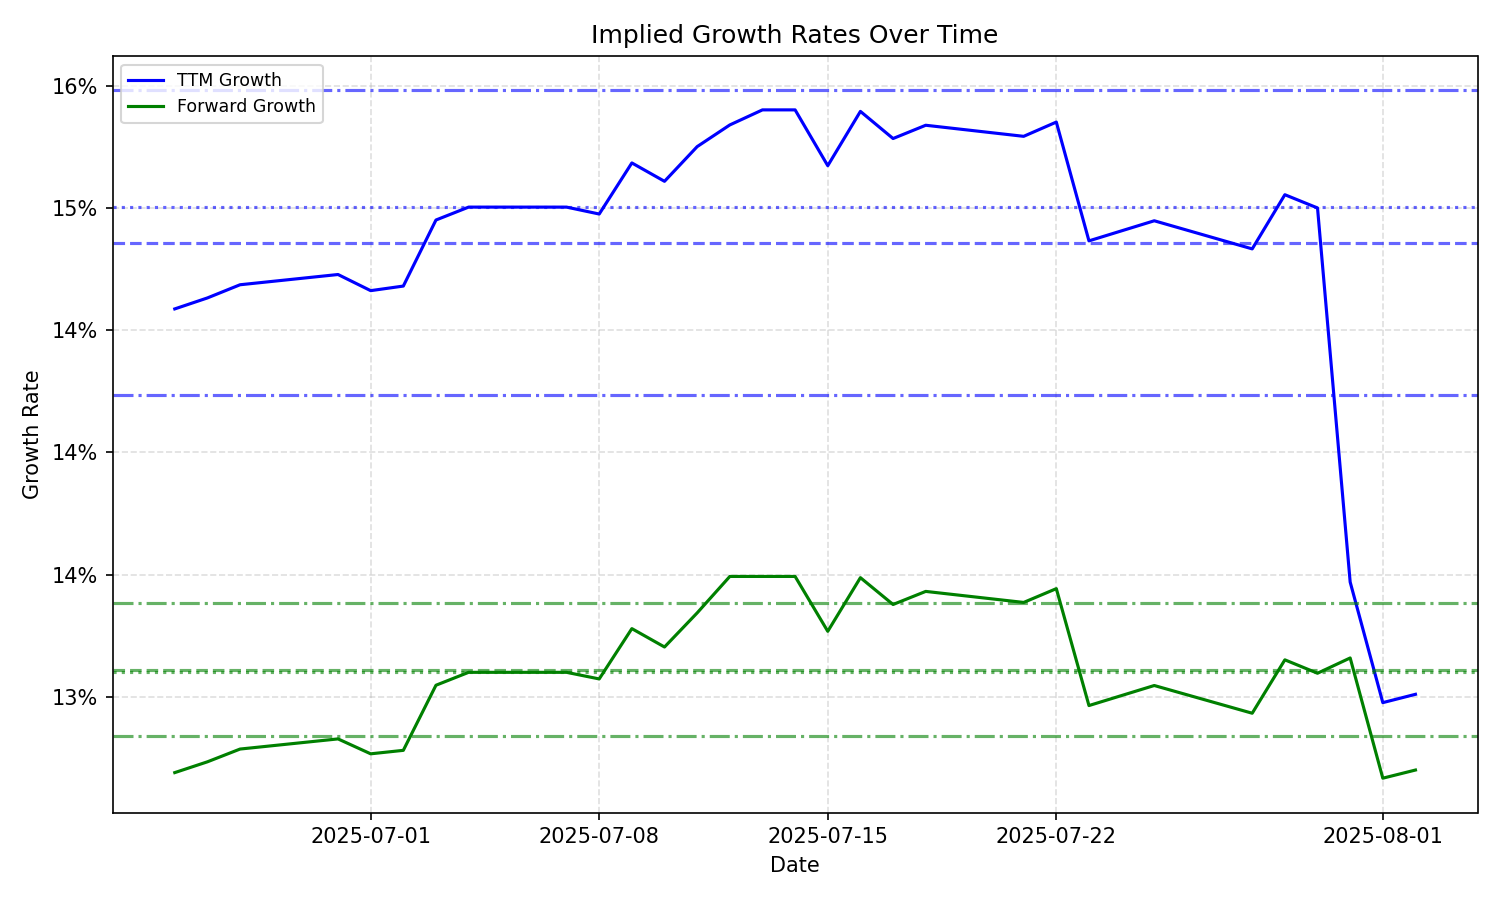 Implied Growth Rates Over Time
TTM Growth
Forward Growth
16%
15%
14%
14%
14%
13%
Growth Rate
2025-07-01
2025-07-08
2025-07-15
2025-07-22
2025-08-01
Date